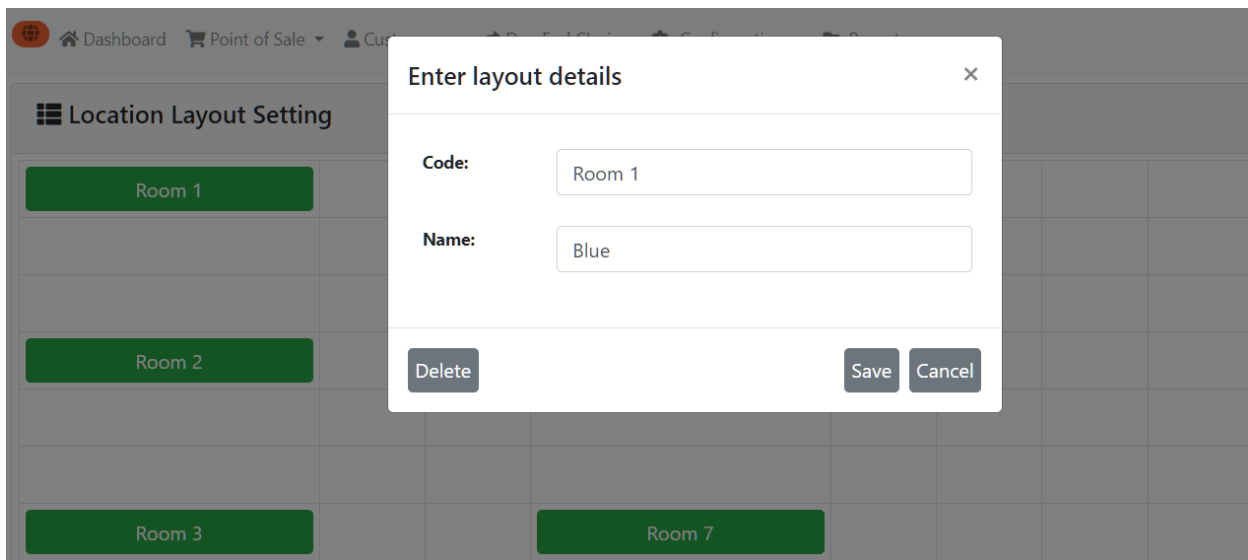 Dashboard Point of Sale
Enter layout details ×
Location Layout Setting
Code: Room 1
Name: Blue
Room 1
Room 2
Delete Save Cancel
Room 3 Room 7